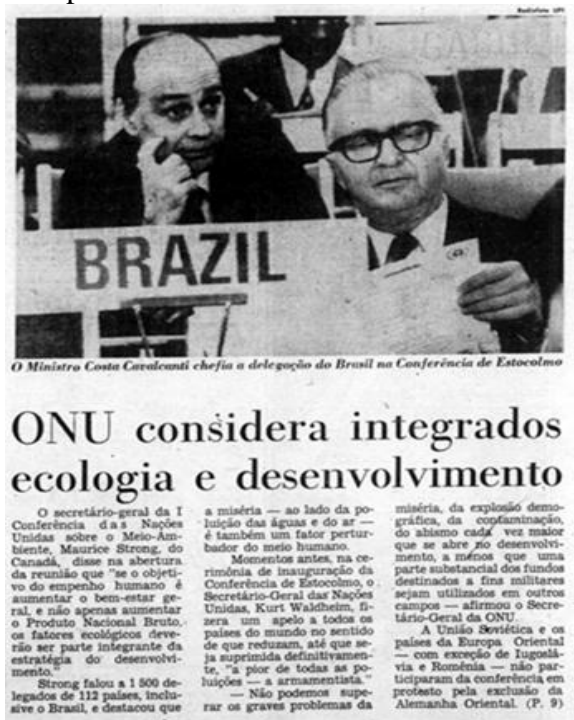 Radiofoto UPI
BRAZIL
O Ministro Costa Cavalcanti chefia a delegação do Brasil na Conferência de Estocolmo
ONU considera integrados
ecologia e desenvolvimento
O secretário-geral da I
Conferência das Nações
Unidas sobre o Meio-Am-
biente, Maurice Strong, do
Canadá, disse na abertura
da reunião que "se o objeti-
vo do empenho humano é
aumentar o bem-estar ge-
ral, e não apenas aumentar
o Produto Nacional Bruto,
os fatores ecológicos deve-
rão ser parte integrante da
estratégia do desenvolvi-
mento."
Strong falou a 1 500 de-
legados de 112 países, inclu-
sive o Brasil, e destacou que
a miséria — ao lado da po-
luição das águas e do ar —
é também um fator pertur-
bador do meio humano.
Momentos antes, na ce-
rimônia de inauguração da
Conferência de Estocolmo, o
Secretário-Geral das Nações
Unidas, Kurt Waldheim, fi-
zera um apelo a todos os
países do mundo no sentido
de que reduzam, até que se-
ja suprimida definitivamen-
te, "a pior de todas as po-
luições — a armamentista."
— Não podemos supe-
rar os graves problemas da
miséria, da explosão demo-
gráfica, da contaminação,
do abismo cada vez maior
que se abre no desenvolvi-
mento, a menos que uma
parte substancial dos fundos
destinados a fins militares
sejam utilizados em outros
campos — afirmou o Secre-
tário-Geral da ONU.
A União Soviética e os
países da Europa Oriental
— com exceção de Iugoslá-
via e Romênia — não par-
ticiparam da conferência em
protesto pela exclusão da
Alemanha Oriental. (P. 9)